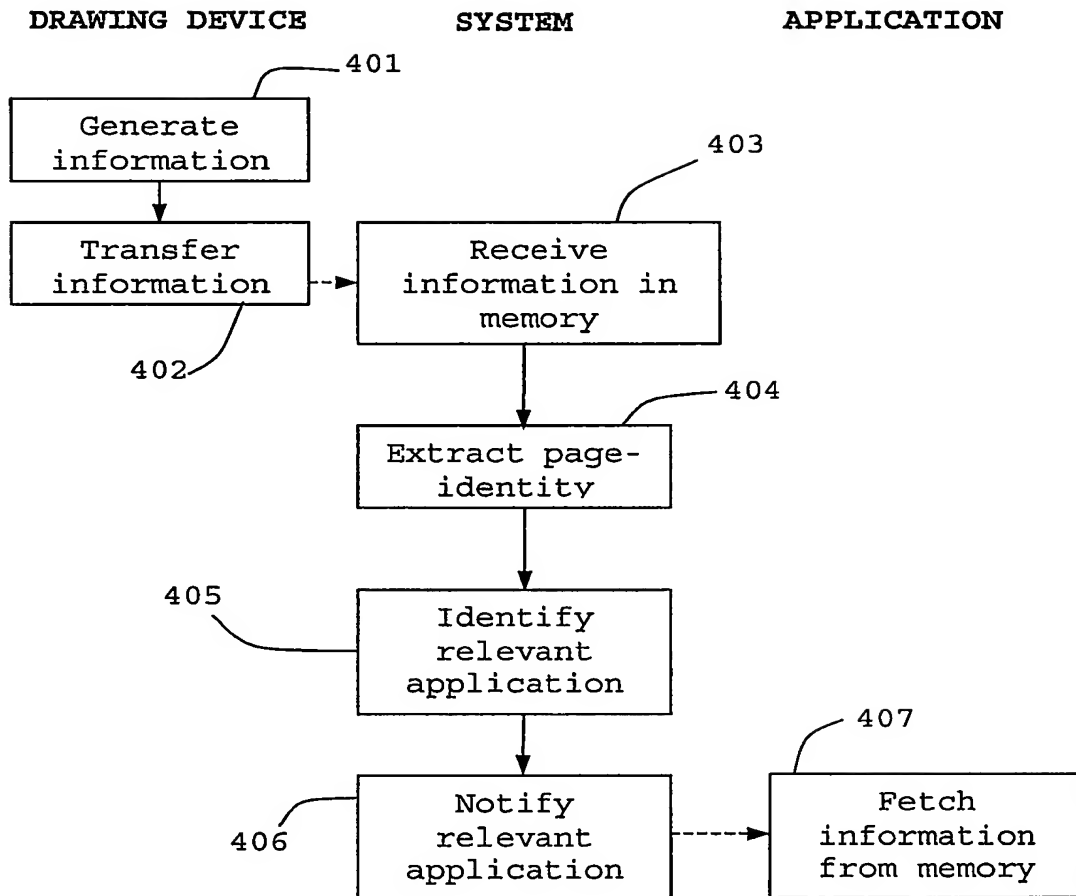 DRAWING DEVICE SYSTEM APPLICATION
401
Generate
information
403
Transfer
information
Receive
information in
memory
402
404
Extract page-
identity
405
Identify
relevant
application
407
406
Notify
relevant
application
Fetch
information
from memory